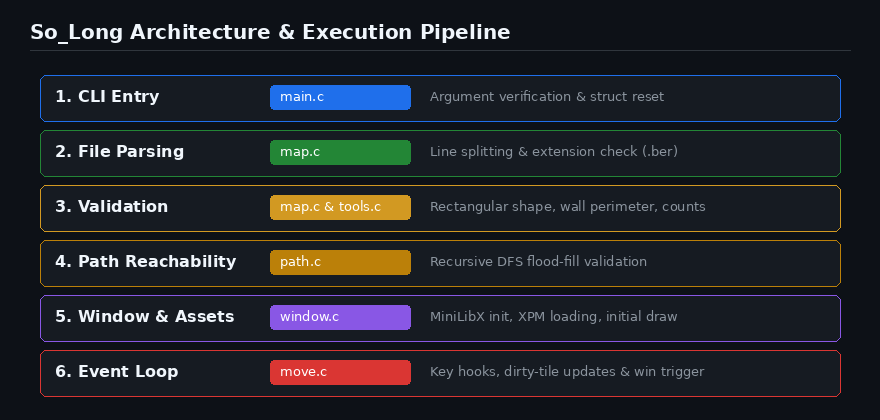 So_Long Architecture & Execution Pipeline
1. CLI Entry main.c Argument verification & struct reset
2. File Parsing map.c Line splitting & extension check (.ber)
3. Validation map.c & tools.c Rectangular shape, wall perimeter, counts
4. Path Reachability path.c Recursive DFS flood-fill validation
5. Window & Assets window.c MiniLibX init, XPM loading, initial draw
6. Event Loop move.c Key hooks, dirty-tile updates & win trigger